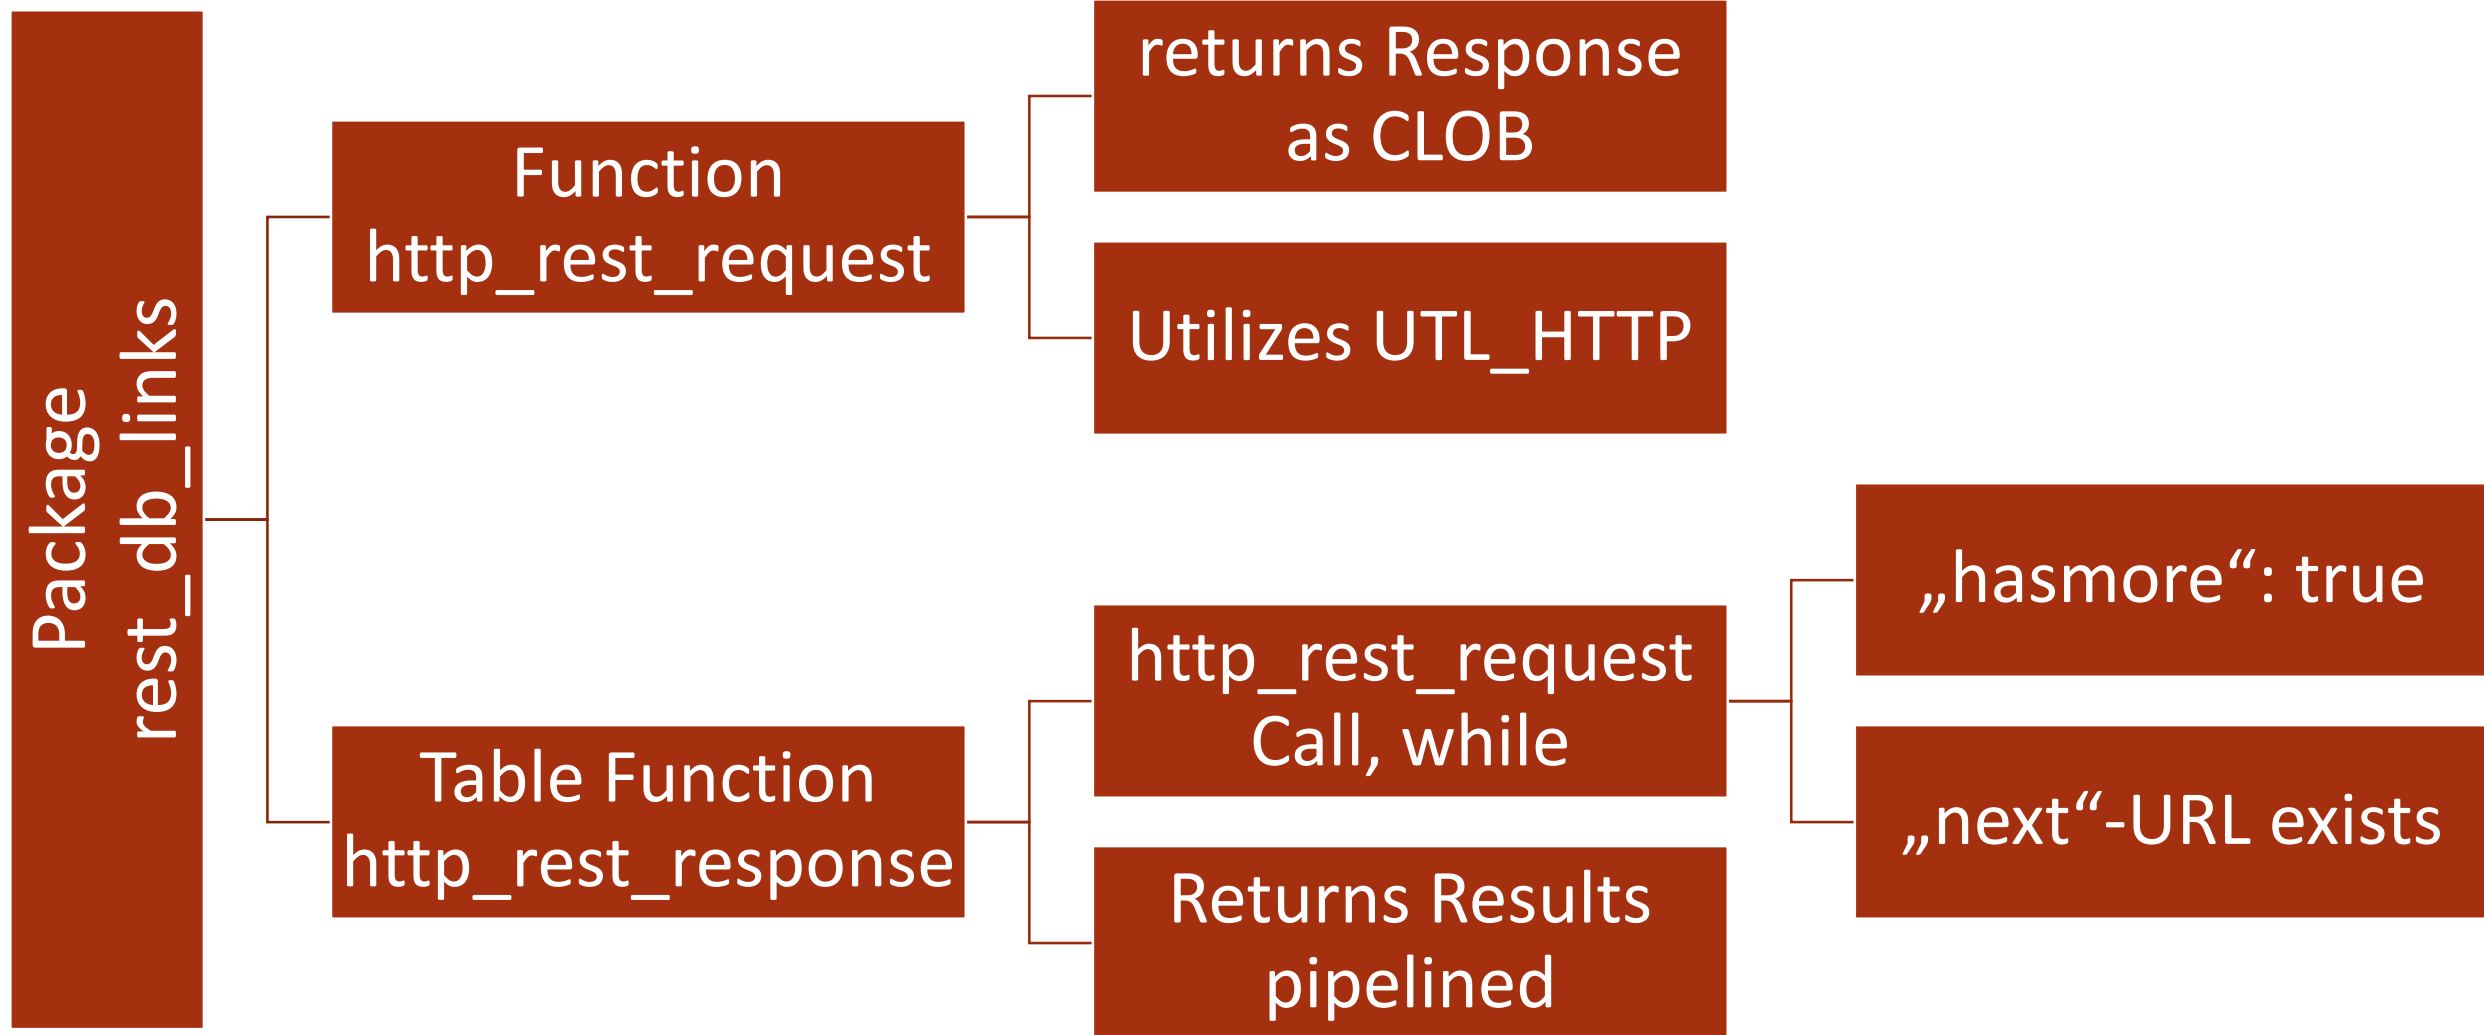 Package
rest_db_links
Function
http_rest_request
returns Response
as CLOB
Utilizes UTL_HTTP
Table Function
http_rest_response
http_rest_request
Call, while
„hasmore“: true
„next“-URL exists
Returns Results
pipelined